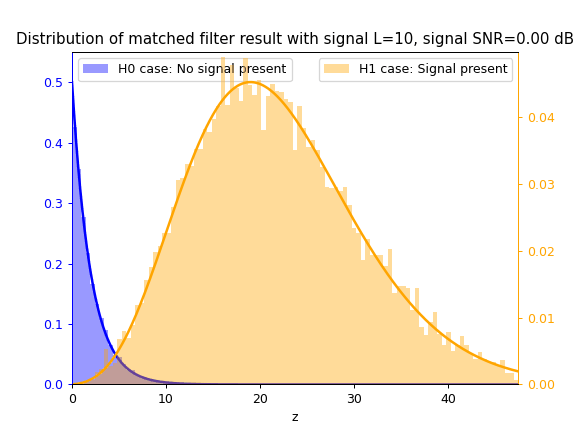 Distribution of matched filter result with signal L=10, signal SNR=0.00 dB
H0 case: No signal present
H1 case: Signal present
0.5
0.4
0.3
0.2
0.1
0.0
0.04
0.03
0.02
0.01
0.00
0 10 20 30 40
z